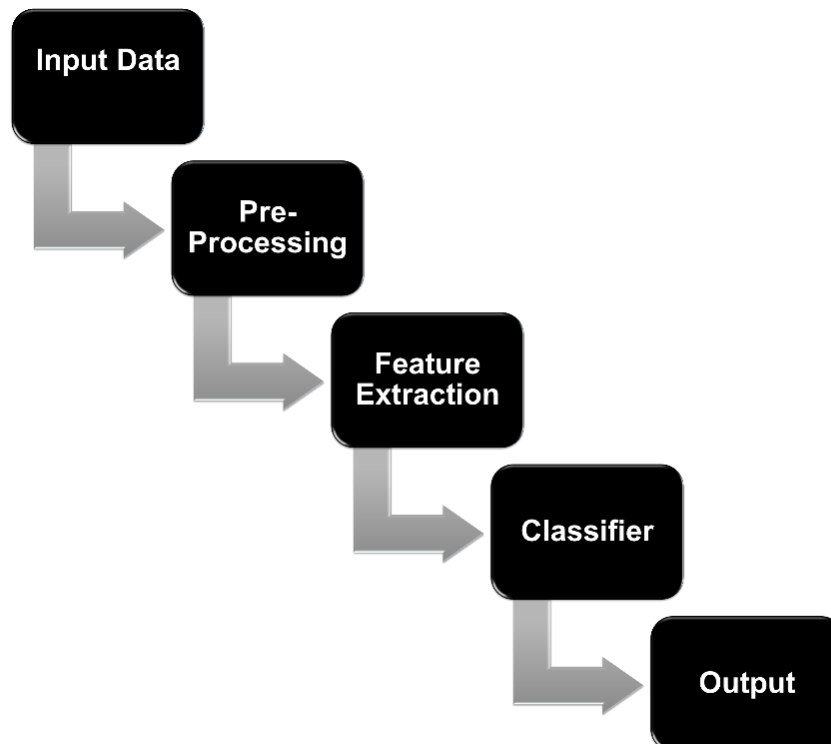 Input Data
Pre-
Processing
Feature
Extraction
Classifier
Output